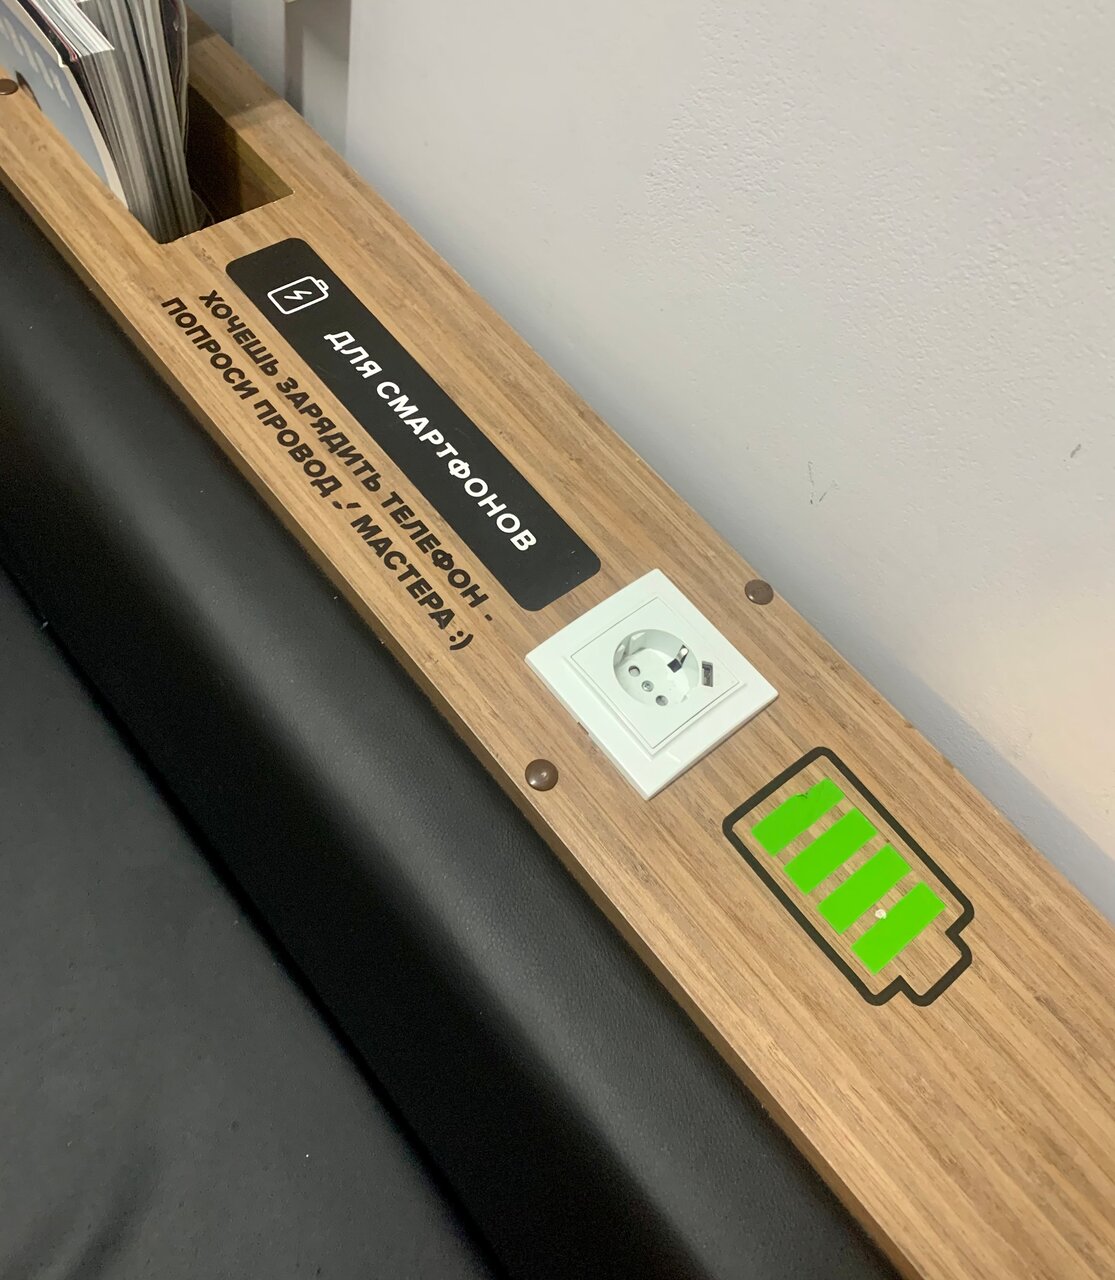 ДЛЯ СМАРТФОНОВ
ХОЧЕШЬ ЗАРЯДИТЬ ТЕЛЕФОН -
ПОПРОСИ ПРОВОД МАСТЕРА :)